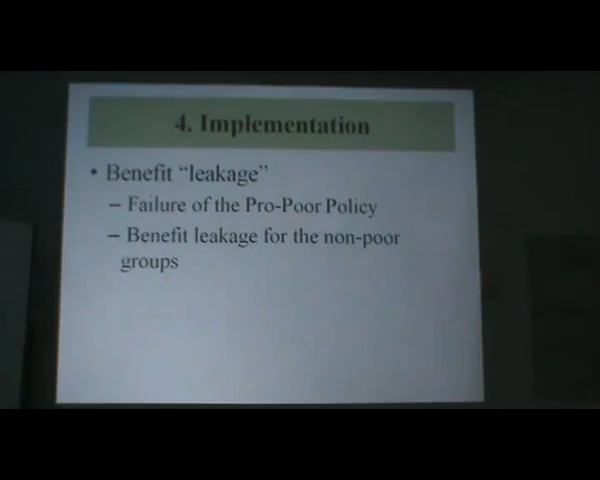 4. Implementation
• Benefit “leakage”
– Failure of the Pro-Poor Policy
– Benefit leakage for the non-poor
groups